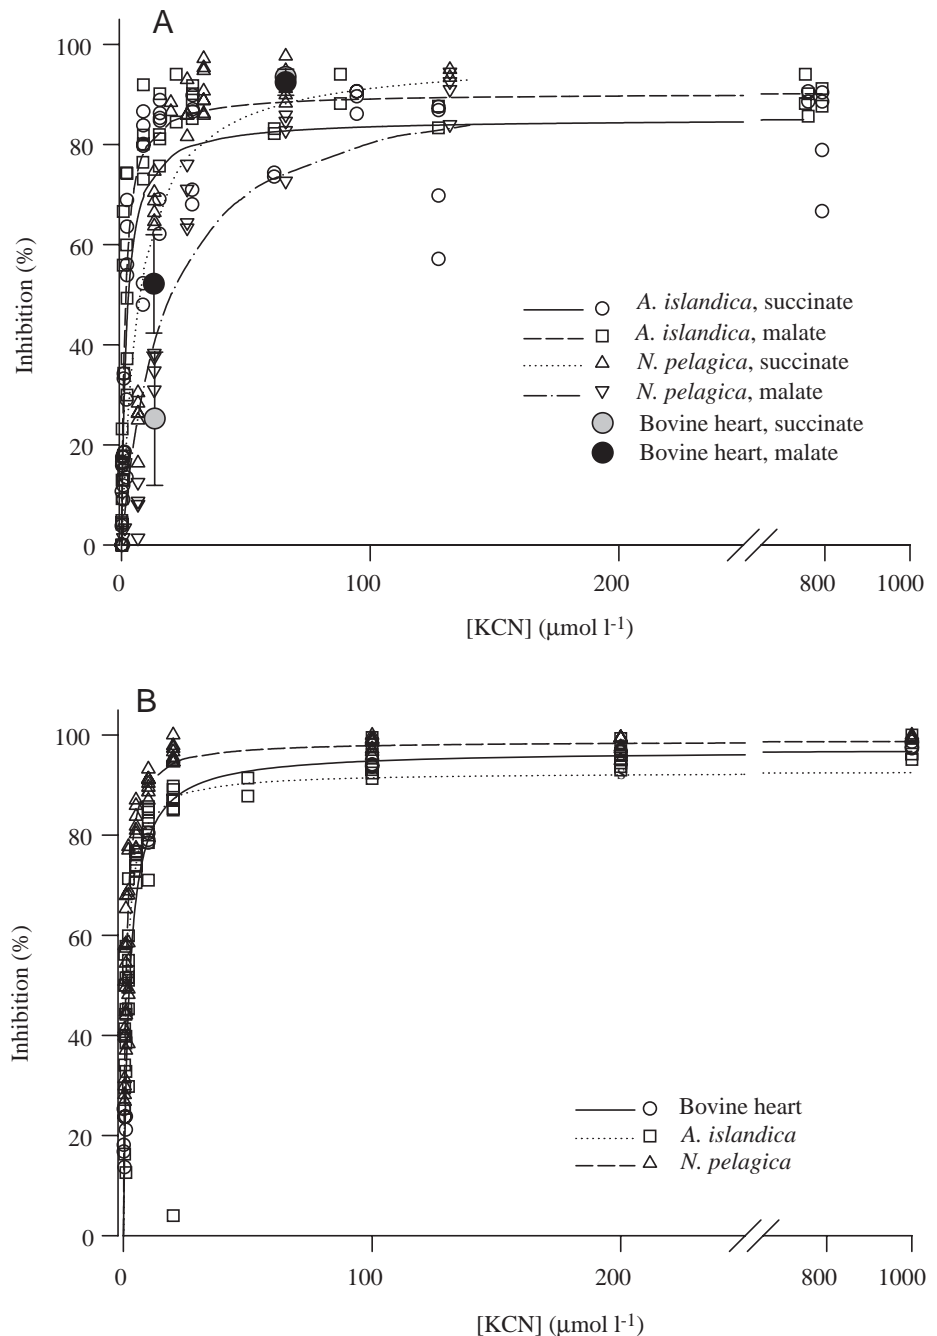 A
100
80
60
40
20
0
Inhibition (%)
A. islandica, succinate
A. islandica, malate
N. pelagica, succinate
N. pelagica, malate
Bovine heart, succinate
Bovine heart, malate
0 100 200 800 1000
[KCN] (μmol l-1)
B
100
80
60
40
20
0
Inhibition (%)
Bovine heart
A. islandica
N. pelagica
0 100 200 800 1000
[KCN] (μmol l-1)